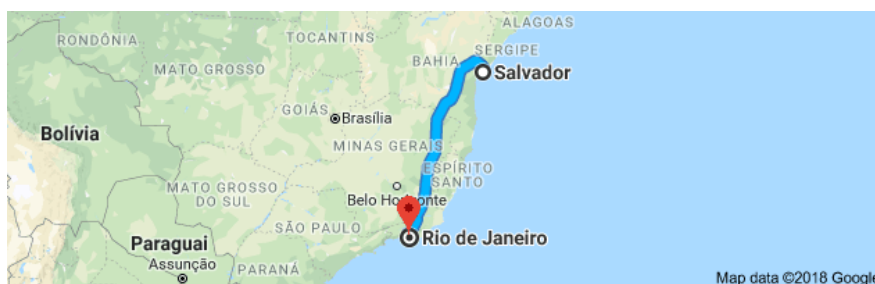 ALAGOAS
RONDÔNIA
TOCANTINS
SERGIPE
BAHIA
MATO GROSSO
Salvador
GOIÁS
Brasília
Bolívia
MINAS GERAIS
ESPÍRITO
SANTO
MATO GROSSO
DO SUL
Belo Horizonte
SÃO PAULO
Rio de Janeiro
Paraguai
Assunção
PARANÁ
Map data ©2018 Google